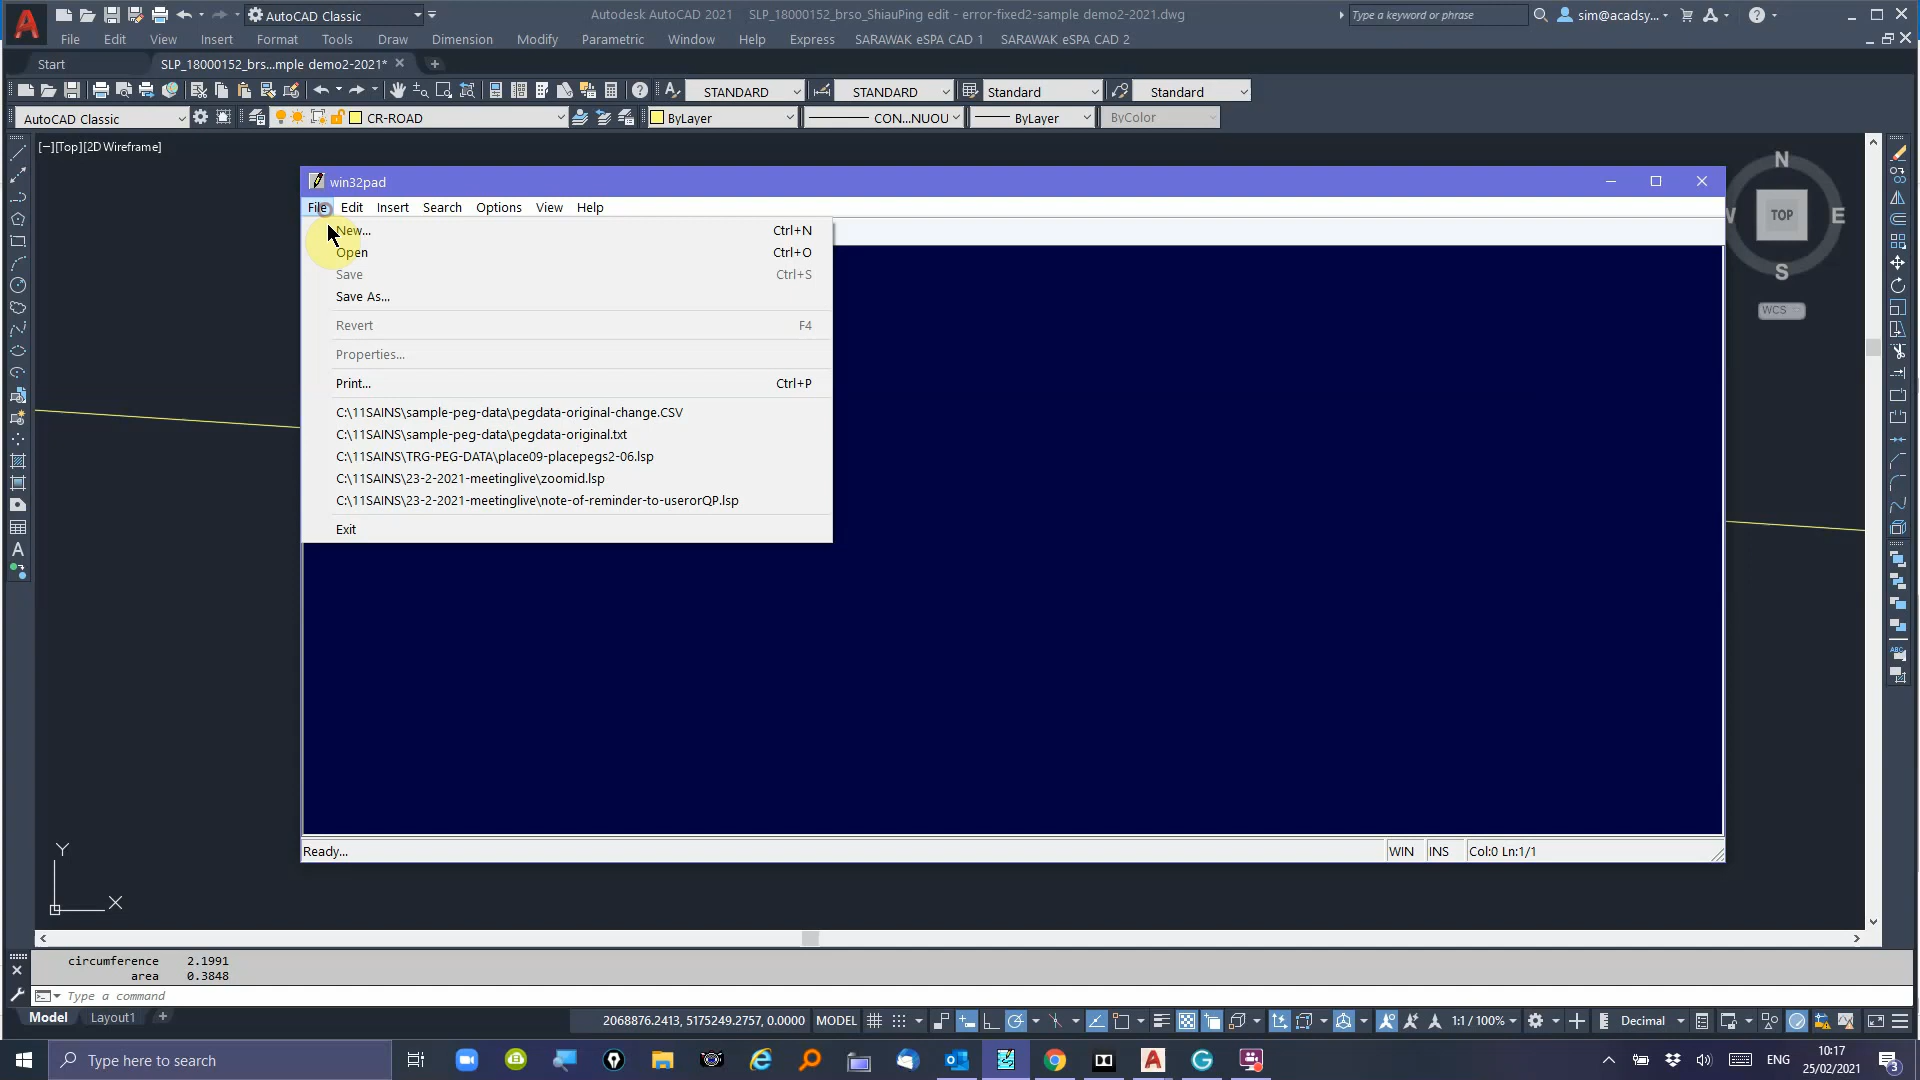 AutoCAD Classic
Autodesk AutoCAD 2021 SLP_18000152_brso_ShiauPing edit - error-fixed2-sample demo2-2021.dwg
Type a keyword or phrase
sim@acadsy...
File Edit View Insert Format Tools Draw Dimension Modify Parametric Window Help Express SARAWAK eSPA CAD 1 SARAWAK eSPA CAD 2
Start
SLP_18000152_brs...mple demo2-2021*
STANDARD
STANDARD
Standard
Standard
AutoCAD Classic
CR-ROAD
ByLayer
CON...NUOU
ByLayer
ByColor
[−][Top][2D Wireframe]
win32pad
File Edit Insert Search Options View Help
New... Ctrl+N
Open Ctrl+O
Save Ctrl+S
Save As...
Revert F4
Properties...
Print... Ctrl+P
C:\11SAINS\sample-peg-data\pegdata-original-change.CSV
C:\11SAINS\sample-peg-data\pegdata-original.txt
C:\11SAINS\TRG-PEG-DATA\place09-placepegs2-06.lsp
C:\11SAINS\23-2-2021-meetinglive\zoomid.lsp
C:\11SAINS\23-2-2021-meetinglive\note-of-reminder-to-userorQP.lsp
Exit
Ready...
WIN INS Col:0 Ln:1/1
N
W TOP E
S
WCS
Y
X
circumference 2.1991
area 0.3848
Type a command
Model Layout1
2068876.2413, 5175249.2757, 0.0000 MODEL
1:1 / 100%
Decimal
Type here to search
ENG
10:17
25/02/2021
3